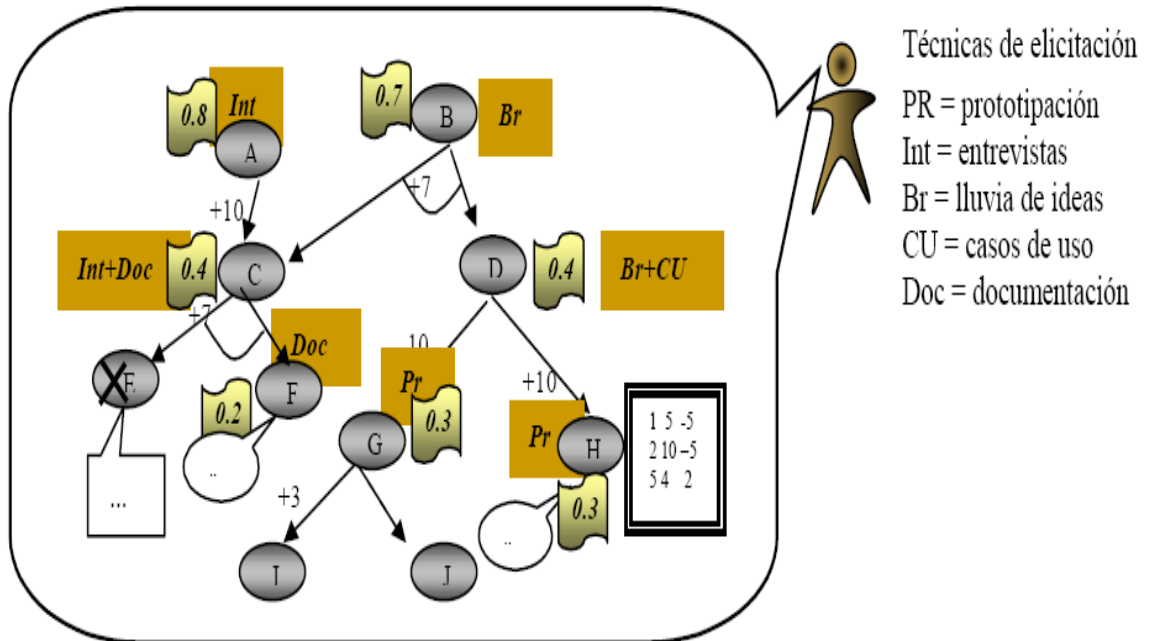 Técnicas de elicitación
PR = prototipación
Int = entrevistas
Br = lluvia de ideas
CU = casos de uso
Doc = documentación
0.8
Int
A
0.7
B
Br
+10
+7
Int+Doc
0.4
C
D
0.4
Br+CU
+7
Doc
10
Pr
+10
E
F
0.2
G
0.3
Pr
H
1 5 -5
2 10 –5
5 4 2
...
..
+3
0.3
..
I
J